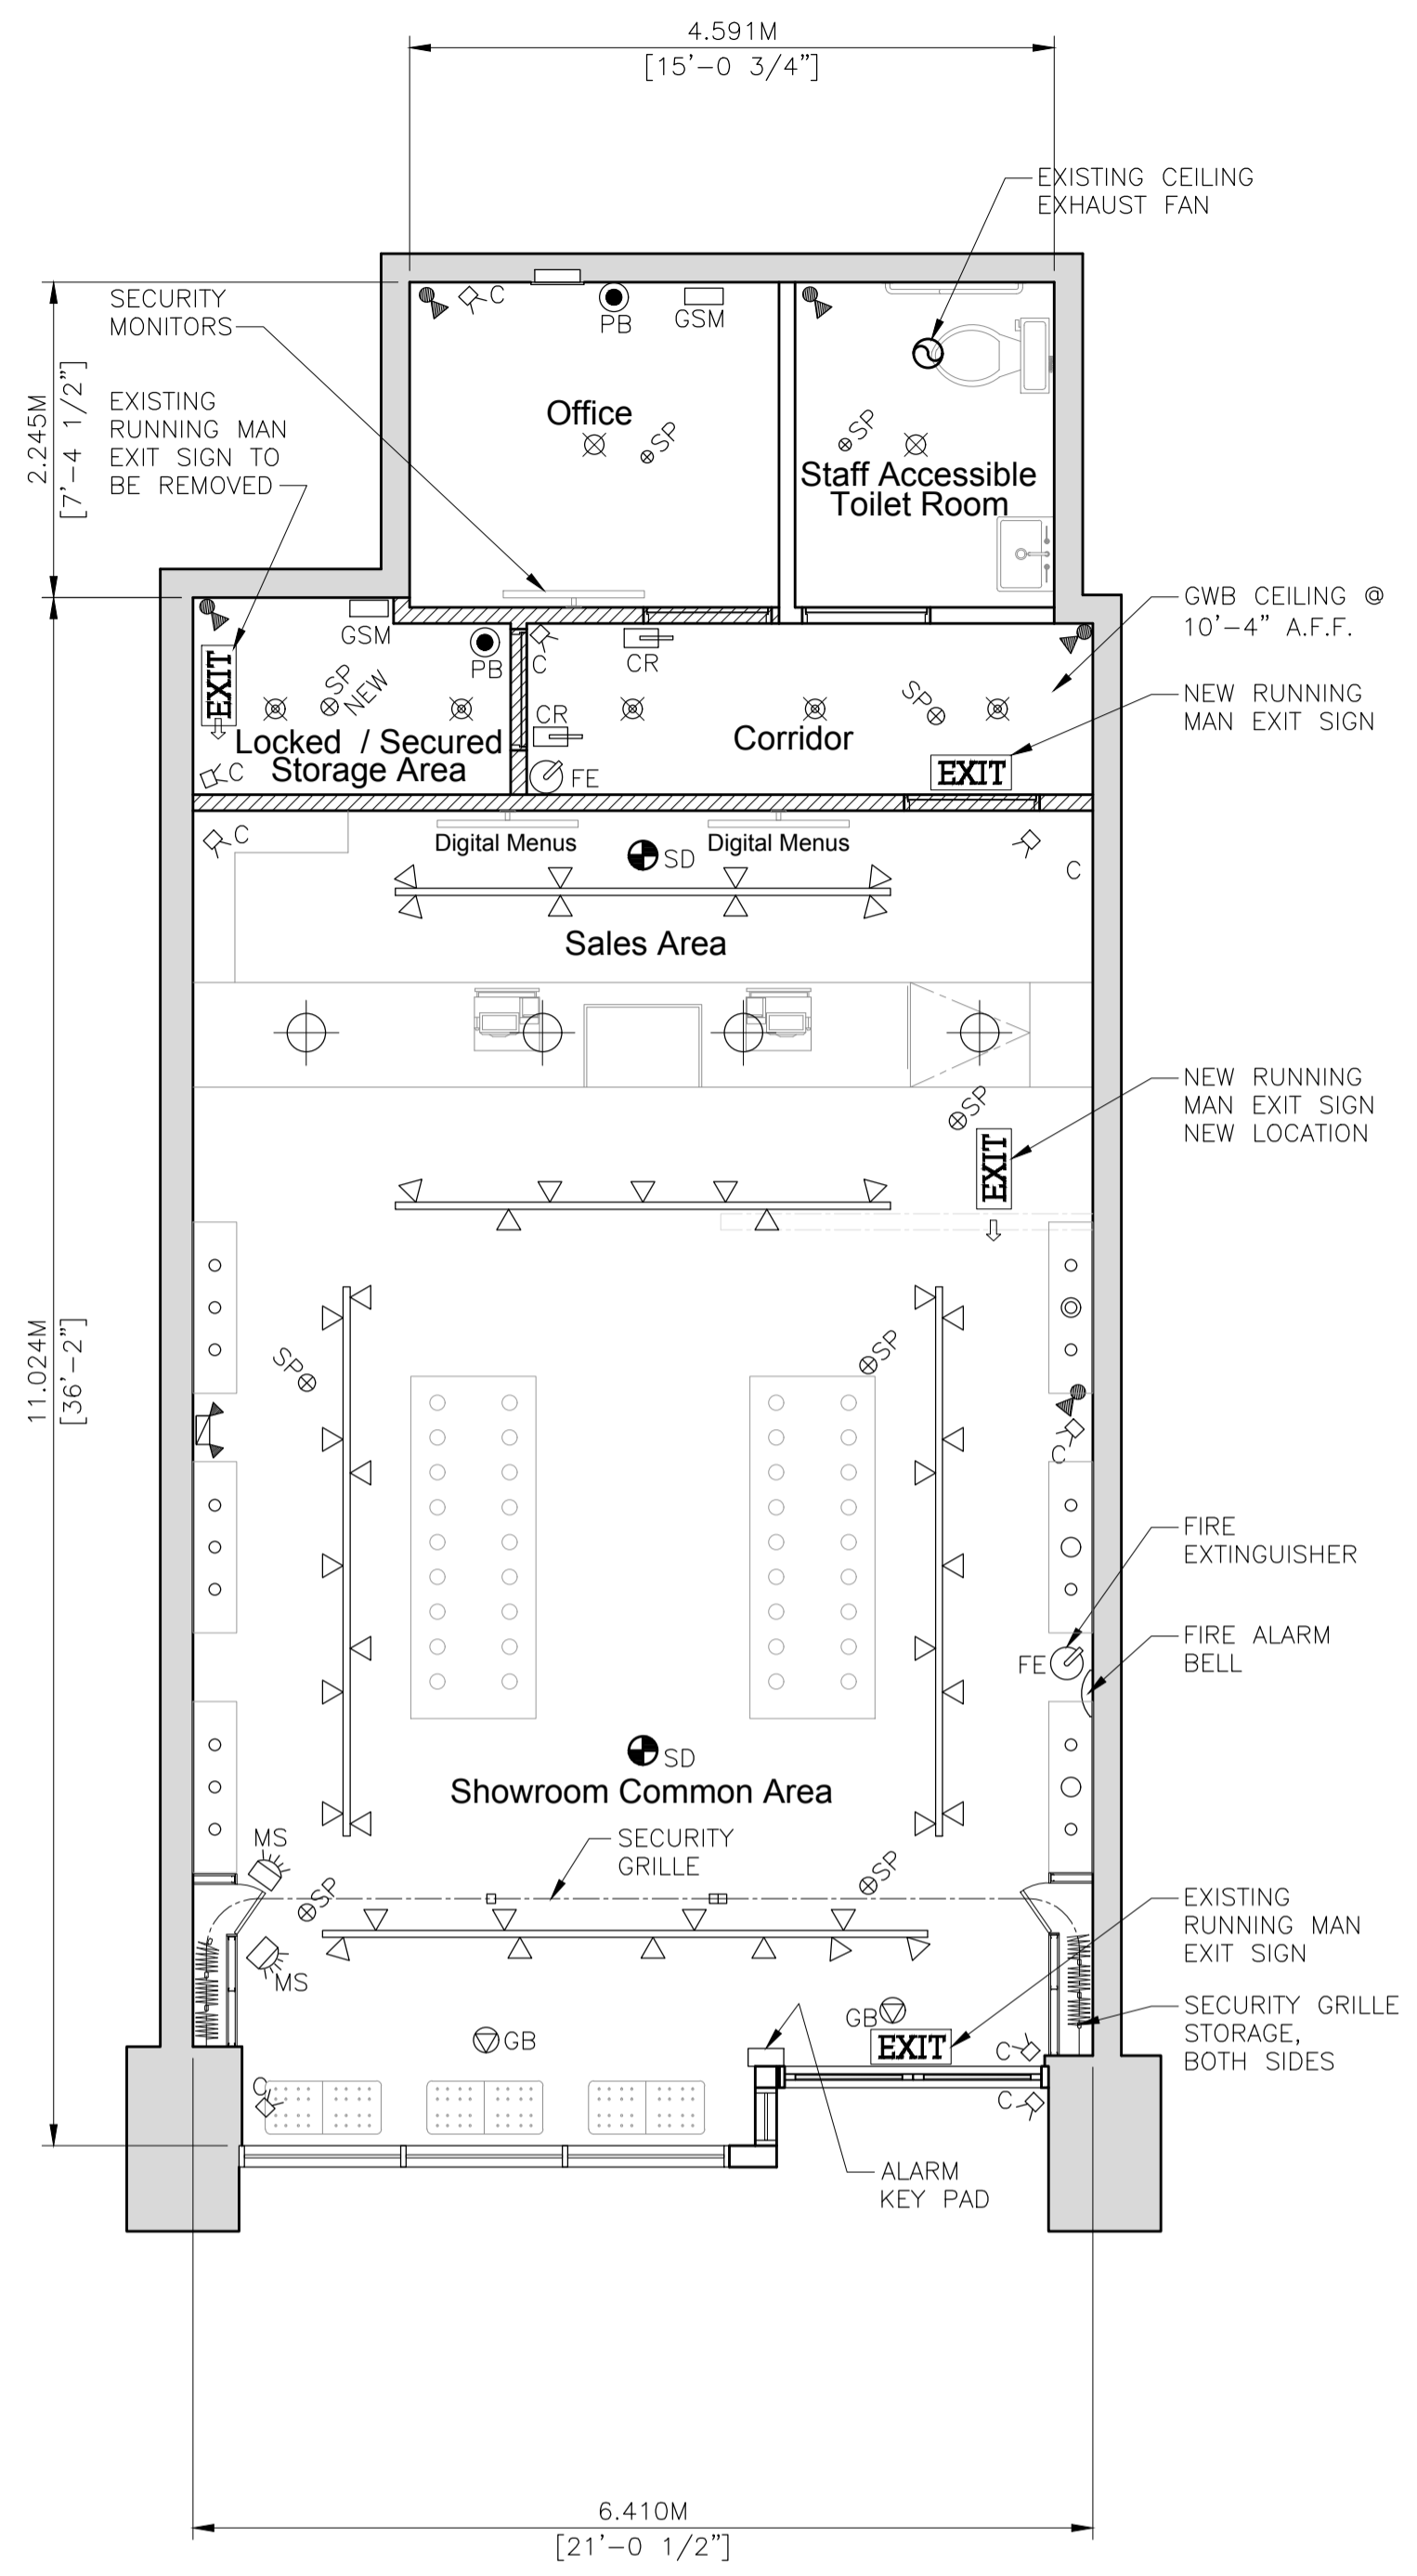 4.591M
[15'-0 3/4"]
EXISTING CEILING
EXHAUST FAN
SECURITY
MONITORS
C
PB
GSM
2.245M
[7'-4 1/2"]
EXISTING
RUNNING MAN
EXIT SIGN TO
BE REMOVED
Office
SP
SP
Staff Accessible
Toilet Room
GWB CEILING @
10'-4" A.F.F.
GSM
PB
C
CR
EXIT
SP
NEW
SP
NEW RUNNING
MAN EXIT SIGN
CR
Locked / Secured
Storage Area
Corridor
C
FE
EXIT
C
Digital Menus
Digital Menus
SD
C
Sales Area
SP
NEW RUNNING
MAN EXIT SIGN
NEW LOCATION
EXIT
11.024M
[36'-2"]
SP
SP
C
FIRE
EXTINGUISHER
FE
FIRE ALARM
BELL
SD
Showroom Common Area
MS
SECURITY
GRILLE
SP
SP
EXISTING
RUNNING MAN
EXIT SIGN
MS
GB
GB
EXIT
C
SECURITY GRILLE
STORAGE,
BOTH SIDES
C
C
ALARM
KEY PAD
6.410M
[21'-0 1/2"]